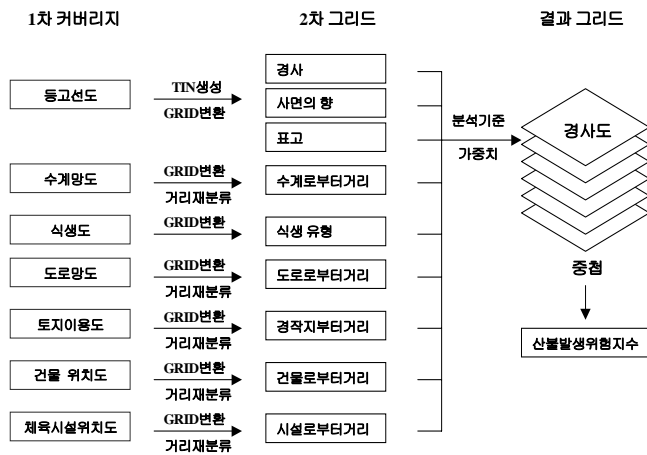 1차 커버리지
2차 그리드
결과 그리드
등고선도
TIN생성
GRID변환
경사
사면의 향
표고
수계망도
GRID변환
거리재분류
수계로부터거리
식생도
GRID변환
식생 유형
도로망도
GRID변환
거리재분류
도로로부터거리
토지이용도
GRID변환
거리재분류
경작지부터거리
건물 위치도
GRID변환
거리재분류
건물로부터거리
체육시설위치도
GRID변환
거리재분류
시설로부터거리
분석기준
가중치
경사도
중첩
산불발생위험지수